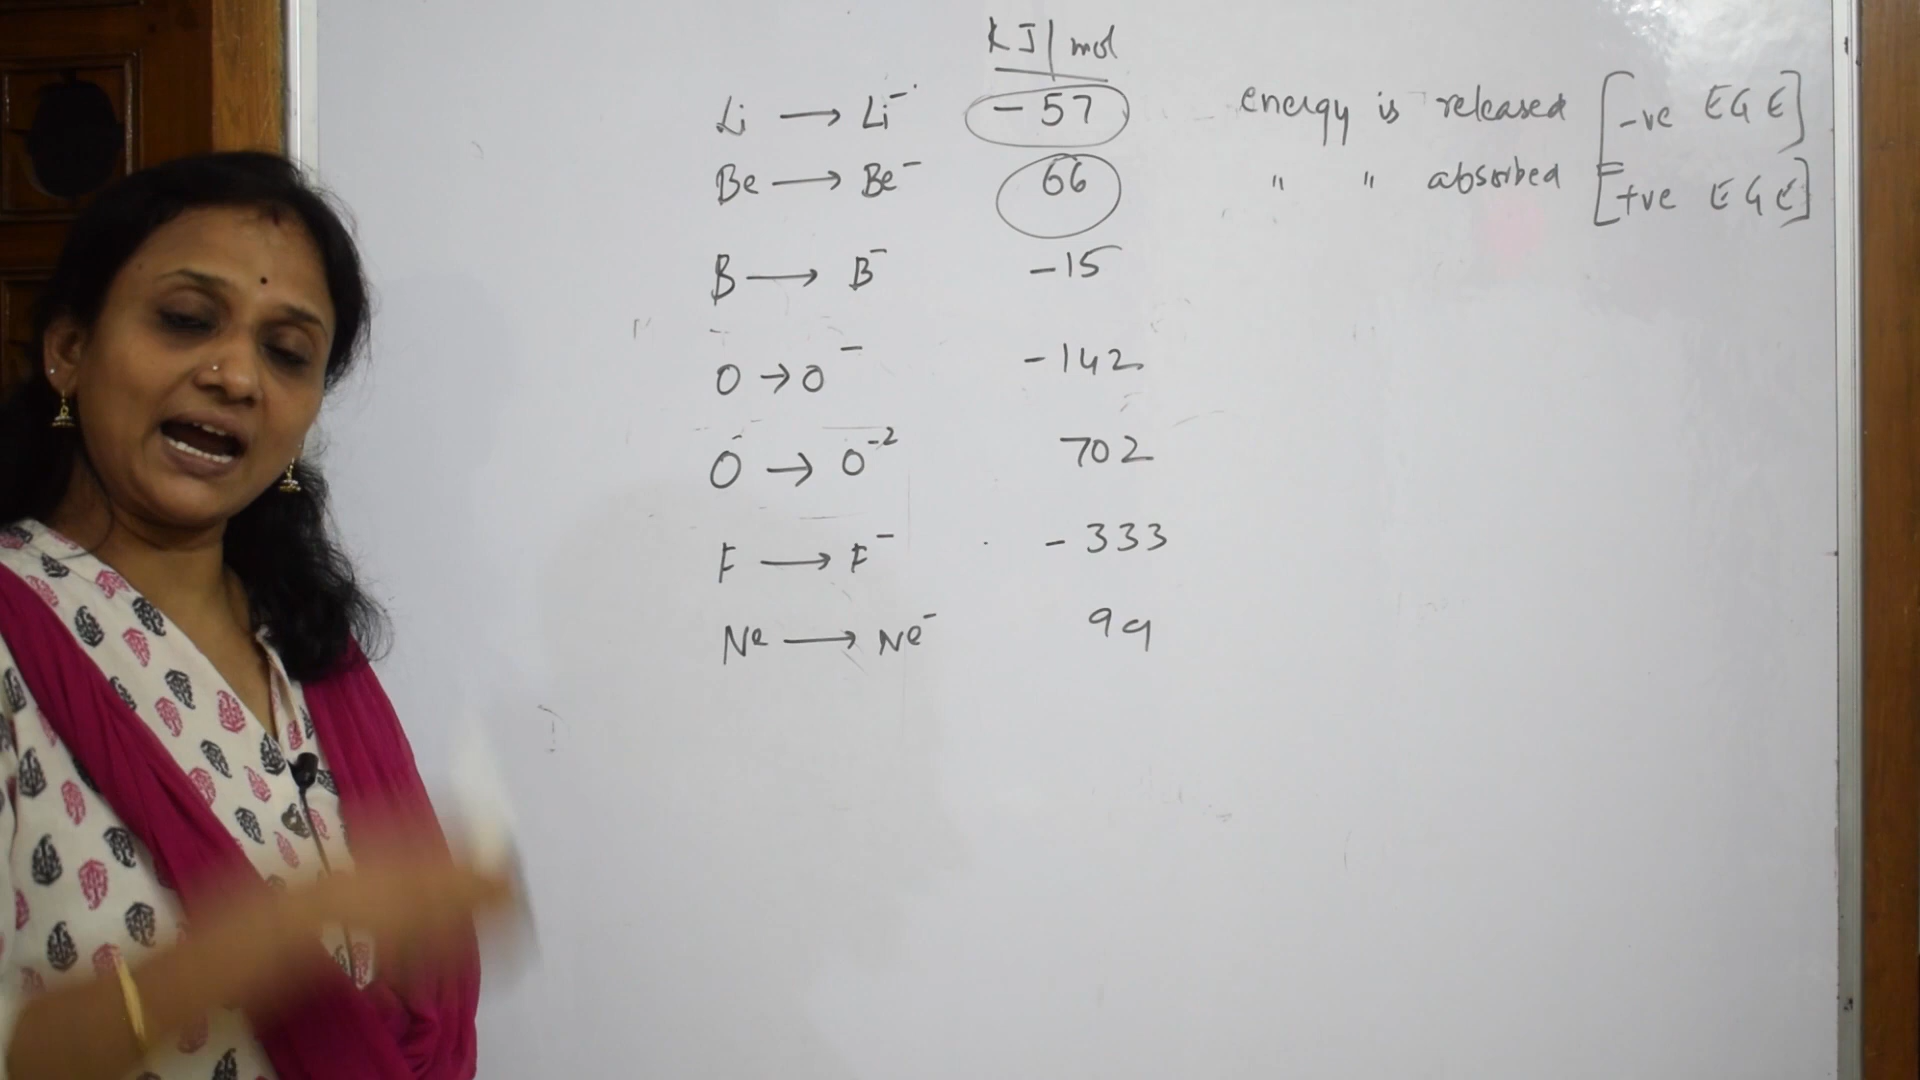 KJ/mol
Li → Li⁻ -57 energy is released [-ve EGE]
Be → Be⁻ 66 " " absorbed [+ve EGE]
B → B⁻ -15
O → O⁻ -142
O⁻ → O⁻² 702
F → F⁻ -333
Ne → Ne⁻ 99